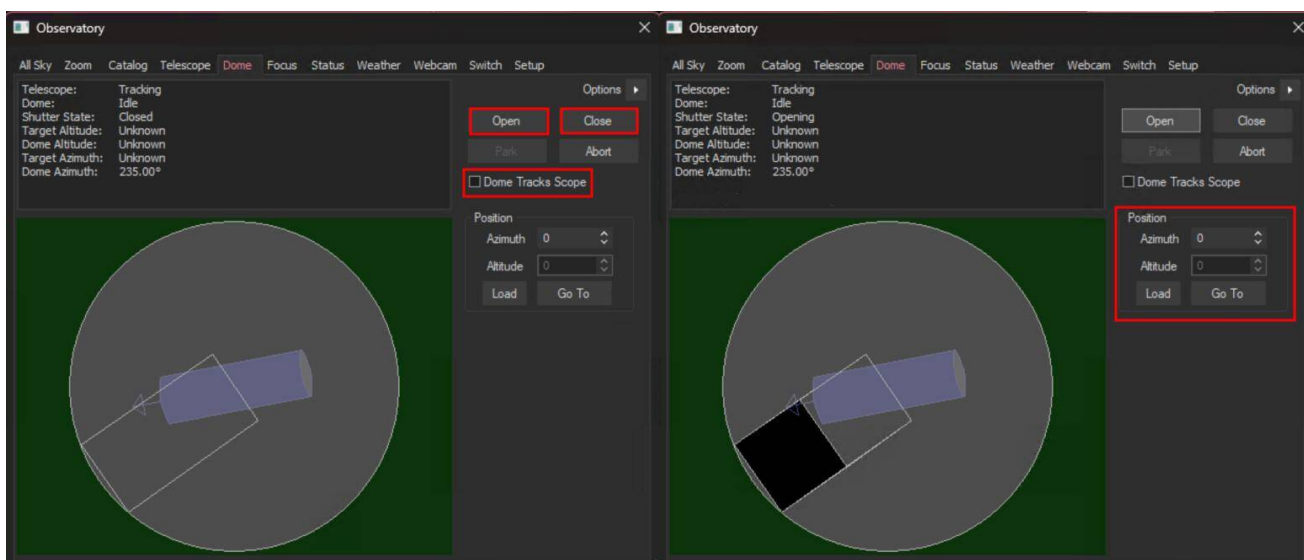 Observatory
All Sky Zoom Catalog Telescope Dome Focus Status Weather Webcam Switch Setup
Telescope: Tracking
Dome: Idle
Shutter State: Closed
Target Altitude: Unknown
Dome Altitude: Unknown
Target Azimuth: Unknown
Dome Azimuth: 235.00°
Options
Open Close
Park Abort
Dome Tracks Scope
Position
Azimuth 0
Altitude 0
Load Go To
Observatory
All Sky Zoom Catalog Telescope Dome Focus Status Weather Webcam Switch Setup
Telescope: Tracking
Dome: Idle
Shutter State: Opening
Target Altitude: Unknown
Dome Altitude: Unknown
Target Azimuth: Unknown
Dome Azimuth: 235.00°
Options
Open Close
Park Abort
Dome Tracks Scope
Position
Azimuth 0
Altitude 0
Load Go To